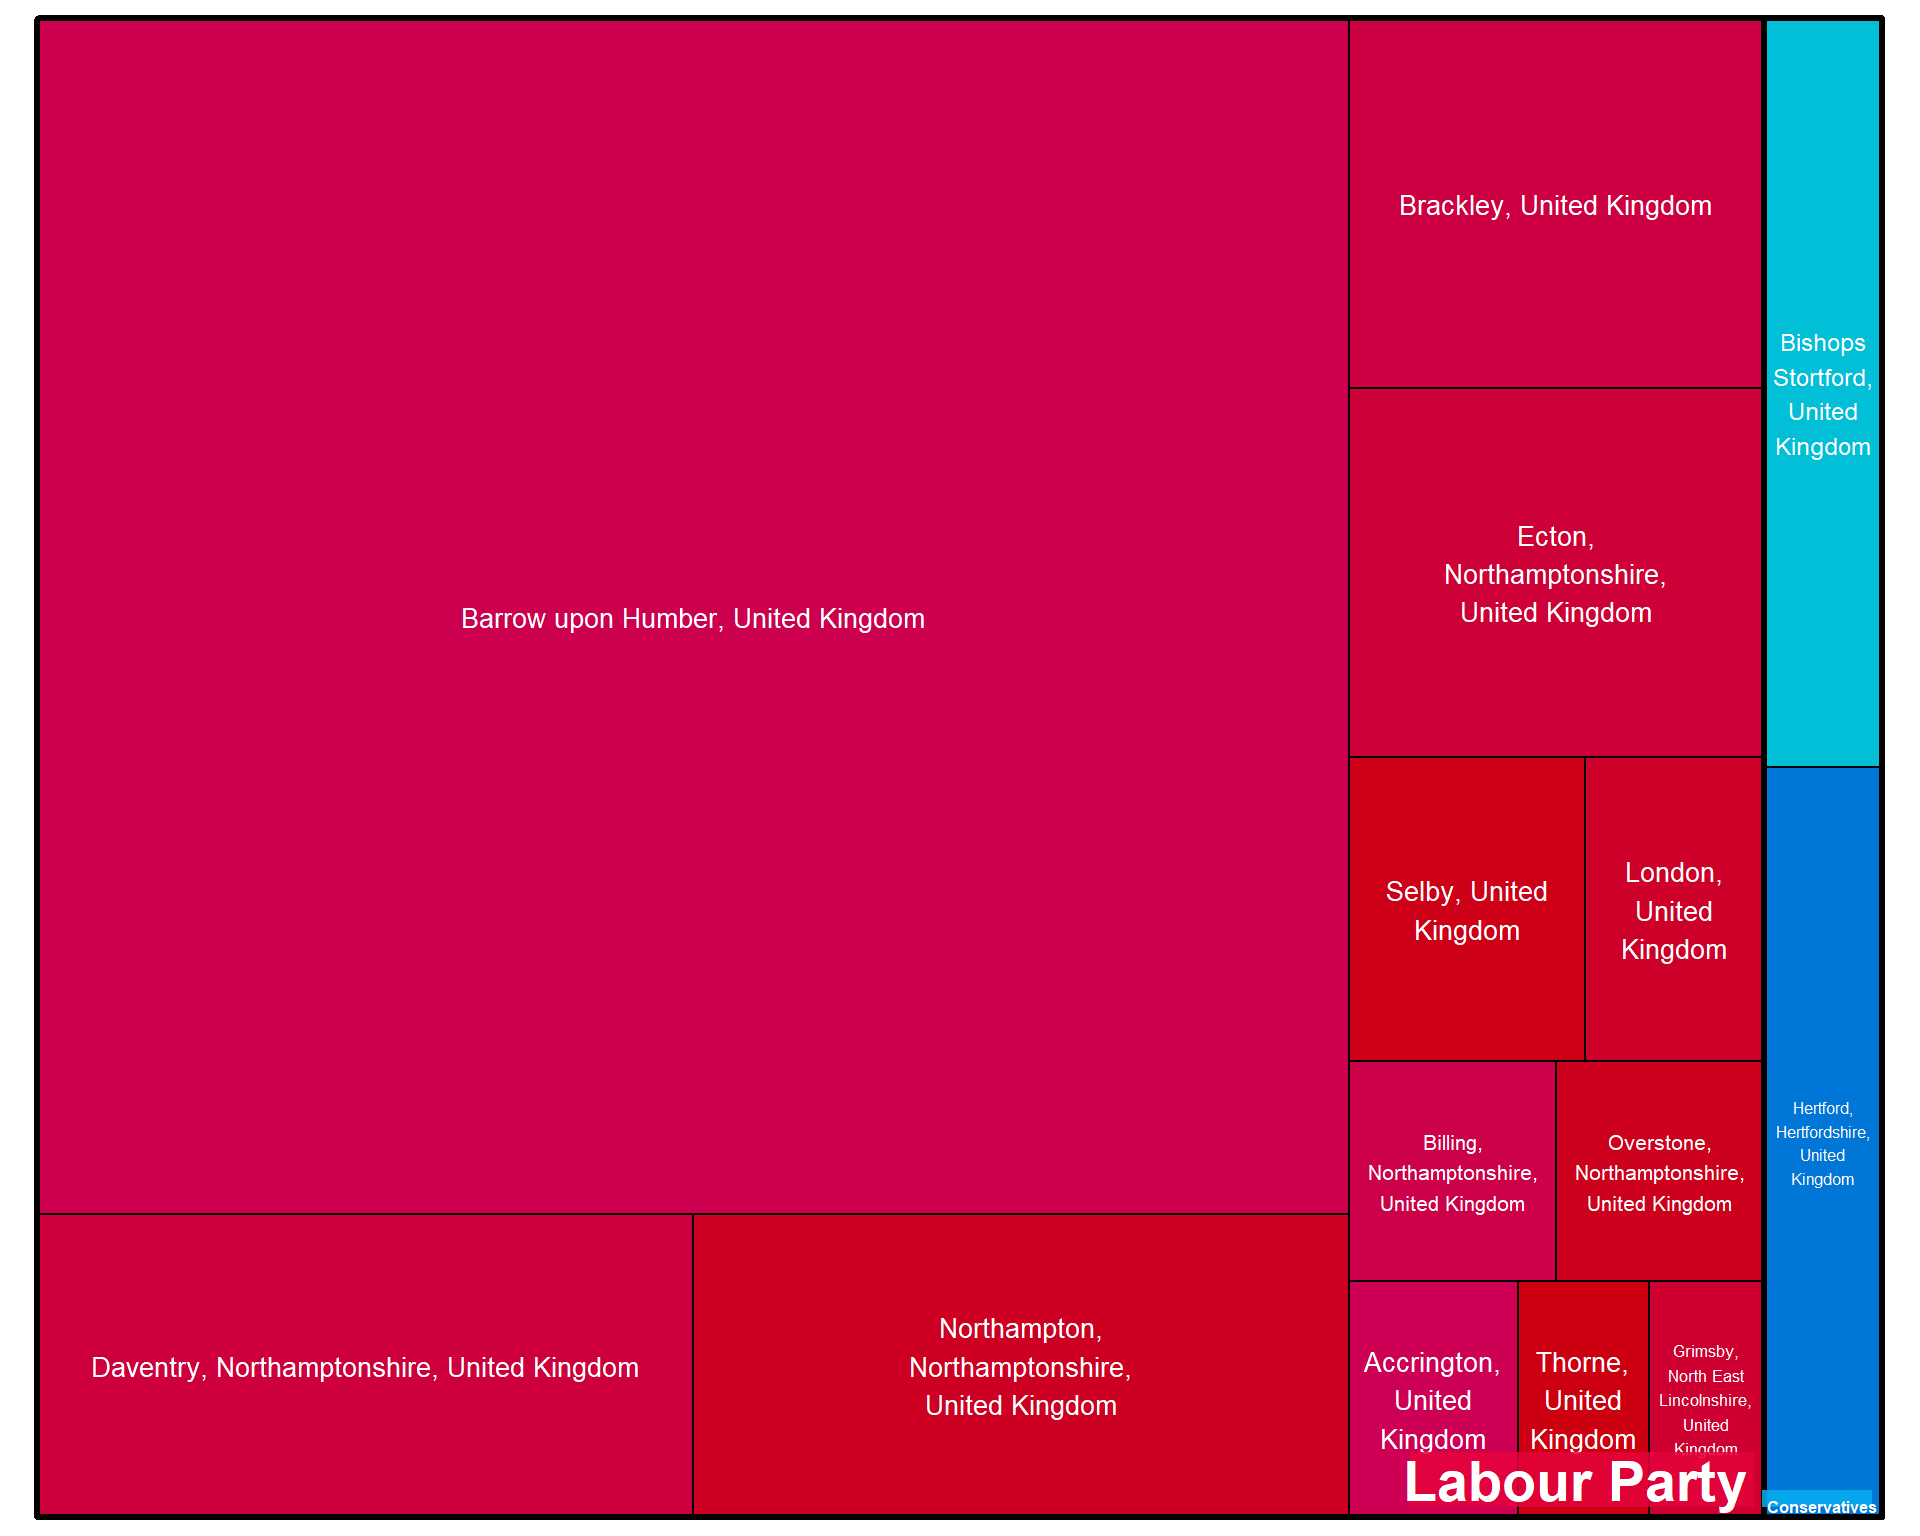 Barrow upon Humber, United Kingdom
Daventry, Northamptonshire, United Kingdom
Northampton,
Northamptonshire,
United Kingdom
Brackley, United Kingdom
Ecton,
Northamptonshire,
United Kingdom
Selby, United
Kingdom
London,
United
Kingdom
Billing,
Northamptonshire,
United Kingdom
Overstone,
Northamptonshire,
United Kingdom
Accrington,
United
Kingdom
Thorne,
United
Kingdom
Grimsby,
North East
Lincolnshire,
United
Kingdom
Labour Party
Bishops
Stortford,
United
Kingdom
Hertford,
Hertfordshire,
United
Kingdom
Conservatives